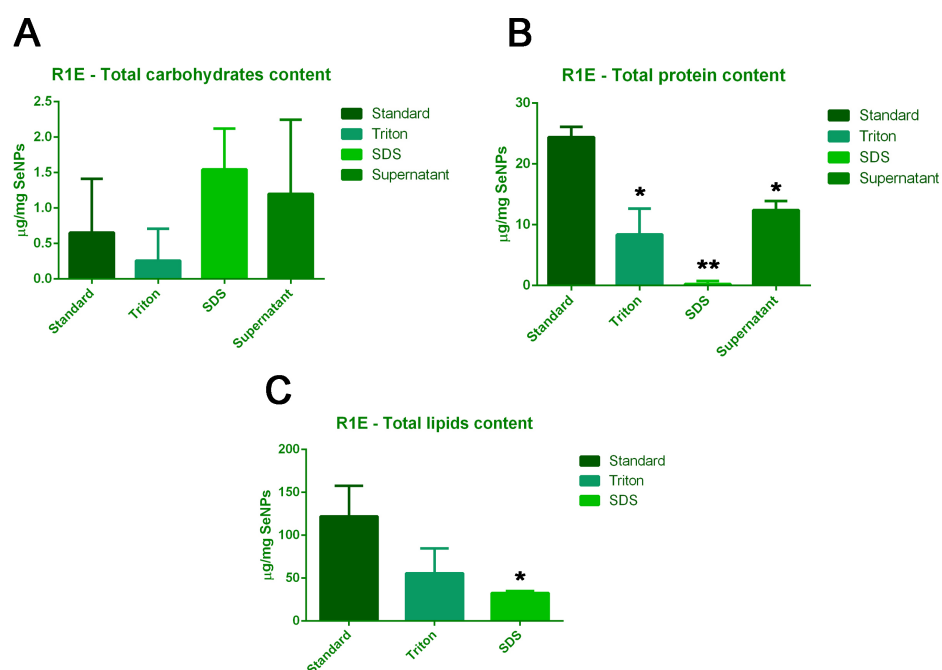 A
R1E - Total carbohydrates content
μg/mg SeNPs
2.5
2.0
1.5
1.0
0.5
0.0
Standard
Triton
SDS
Supernatant
Standard
Triton
SDS
Supernatant
B
R1E - Total protein content
μg/mg SeNPs
30
20
10
0
*
**
*
Standard
Triton
SDS
Supernatant
Standard
Triton
SDS
Supernatant
C
R1E - Total lipids content
μg/mg SeNPs
200
150
100
50
0
*
Standard
Triton
SDS
Standard
Triton
SDS